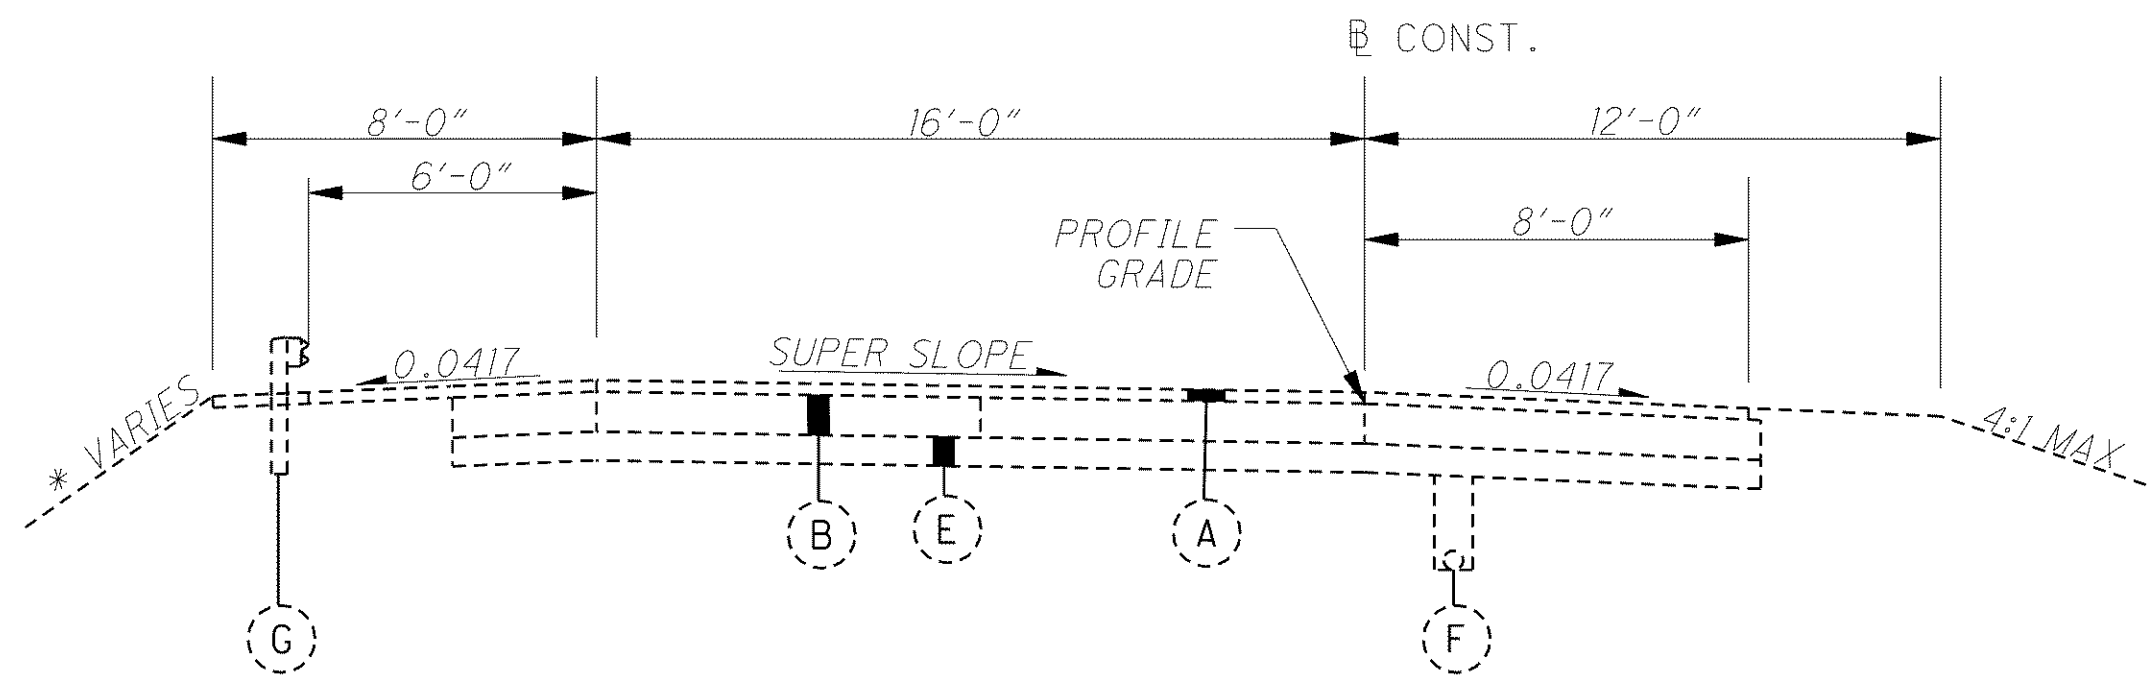 ℄ CONST.
8'-0"
16'-0"
12'-0"
6'-0"
8'-0"
PROFILE
GRADE
0.0417
SUPER SLOPE
0.0417
* VARIES
4:1 MAX
B
E
A
G
F